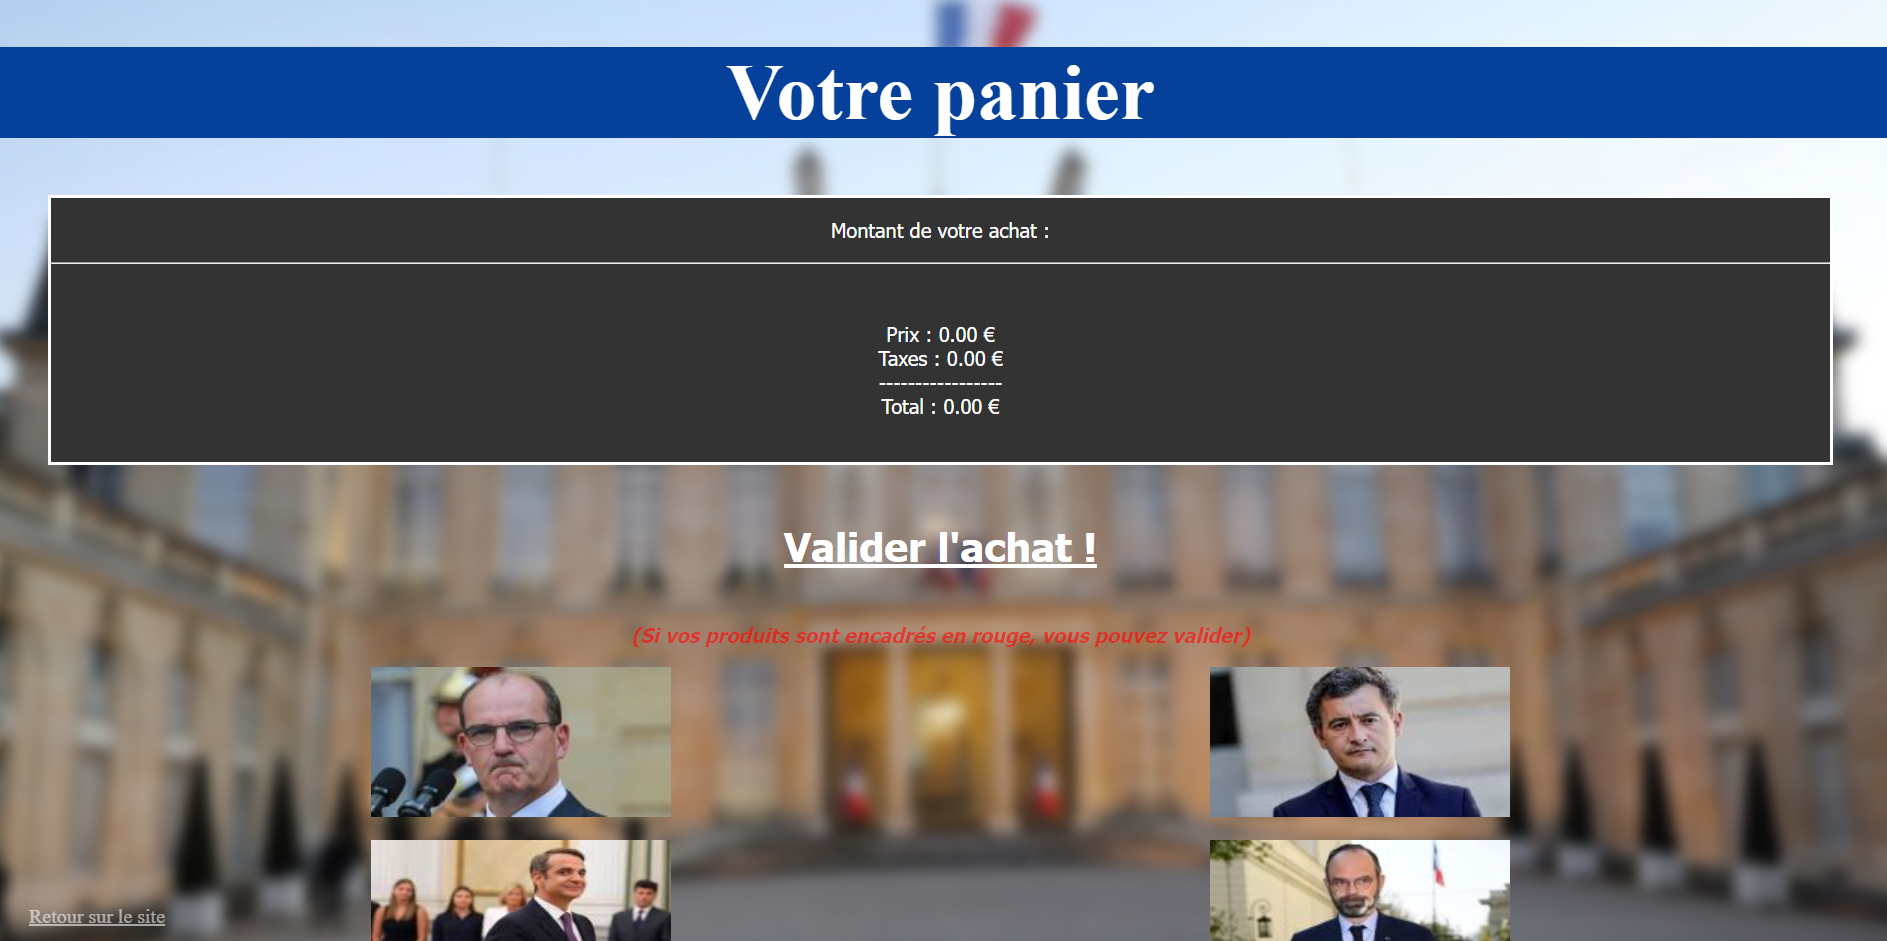 Votre panier
Montant de votre achat :
Prix : 0.00 €
Taxes : 0.00 €
-----------------
Total : 0.00 €
Valider l'achat !
(Si vos produits sont encadrés en rouge, vous pouvez valider)
Retour sur le site